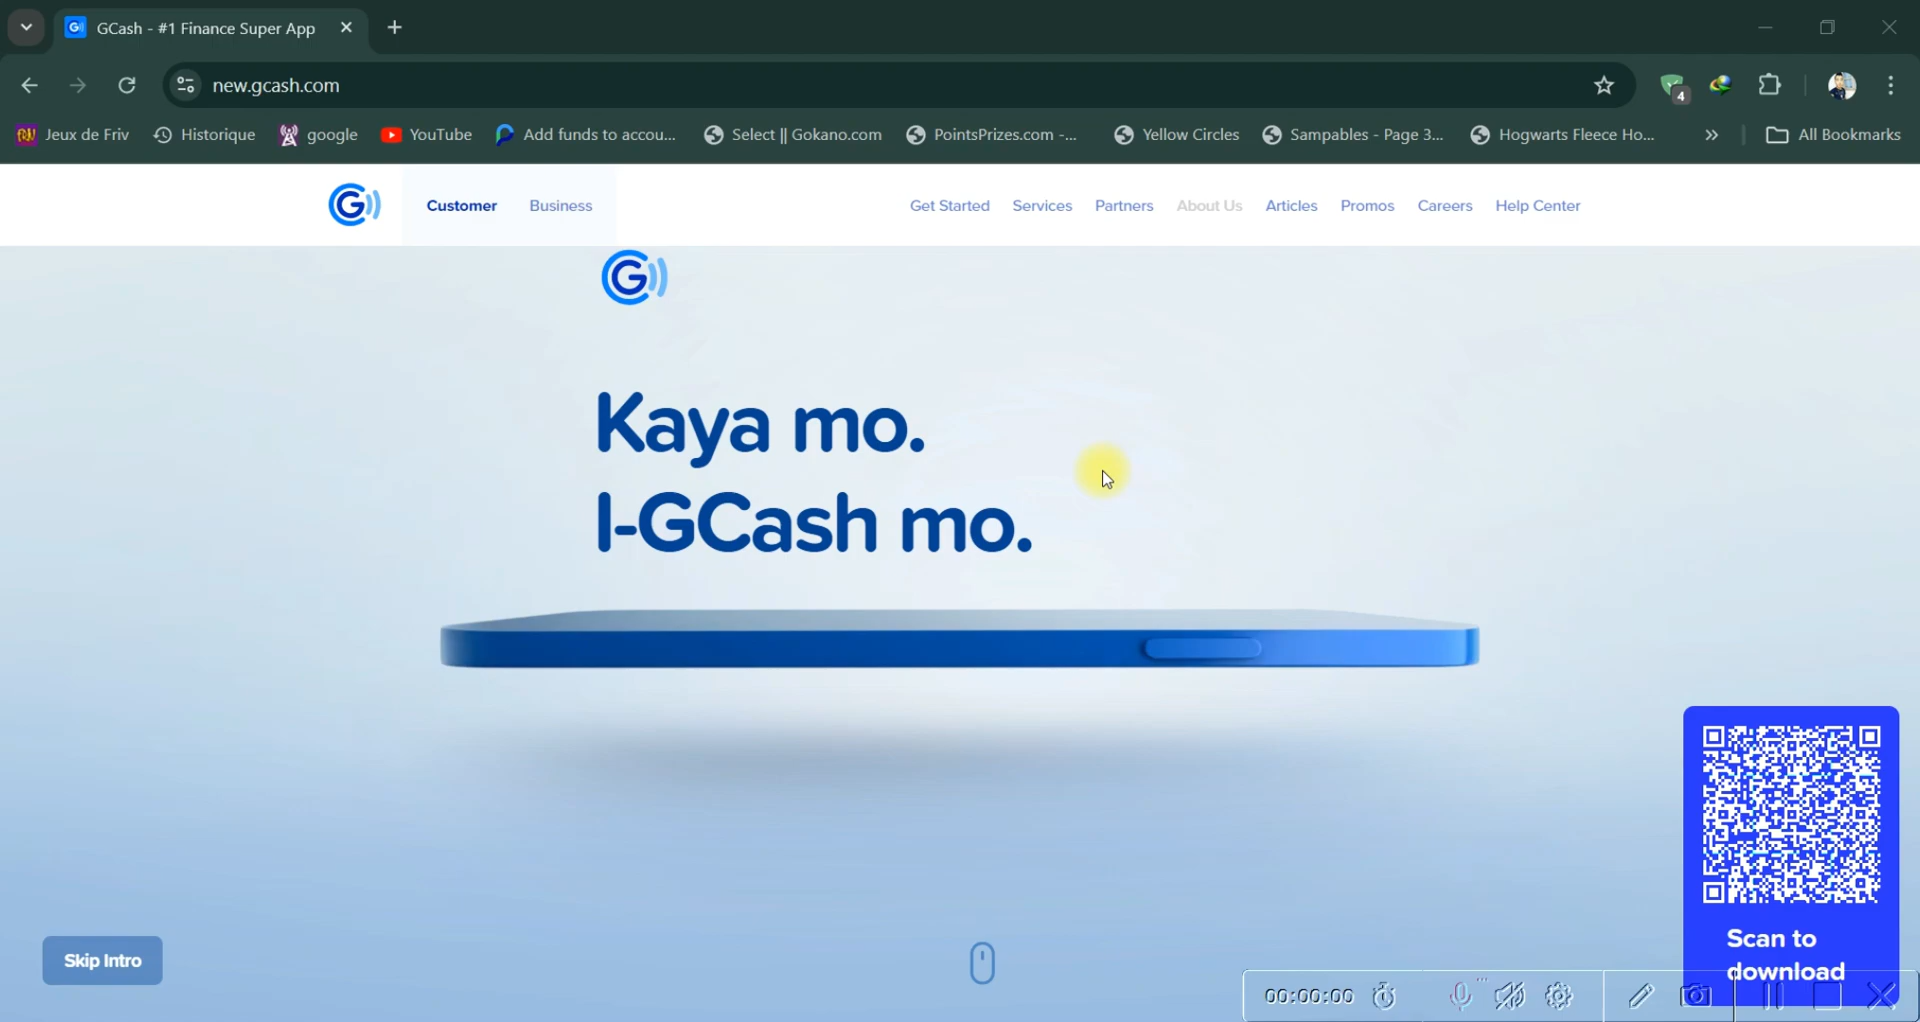 GCash - #1 Finance Super App
new.gcash.com
4
Jeux de Friv
Historique
google
YouTube
Add funds to accou...
Select || Gokano.com
PointsPrizes.com -...
Yellow Circles
Sampables - Page 3...
Hogwarts Fleece Ho...
All Bookmarks
Customer
Business
Get Started
Services
Partners
About Us
Articles
Promos
Careers
Help Center
Kaya mo.
I-GCash mo.
Scan to
download
Skip Intro
00:00:00